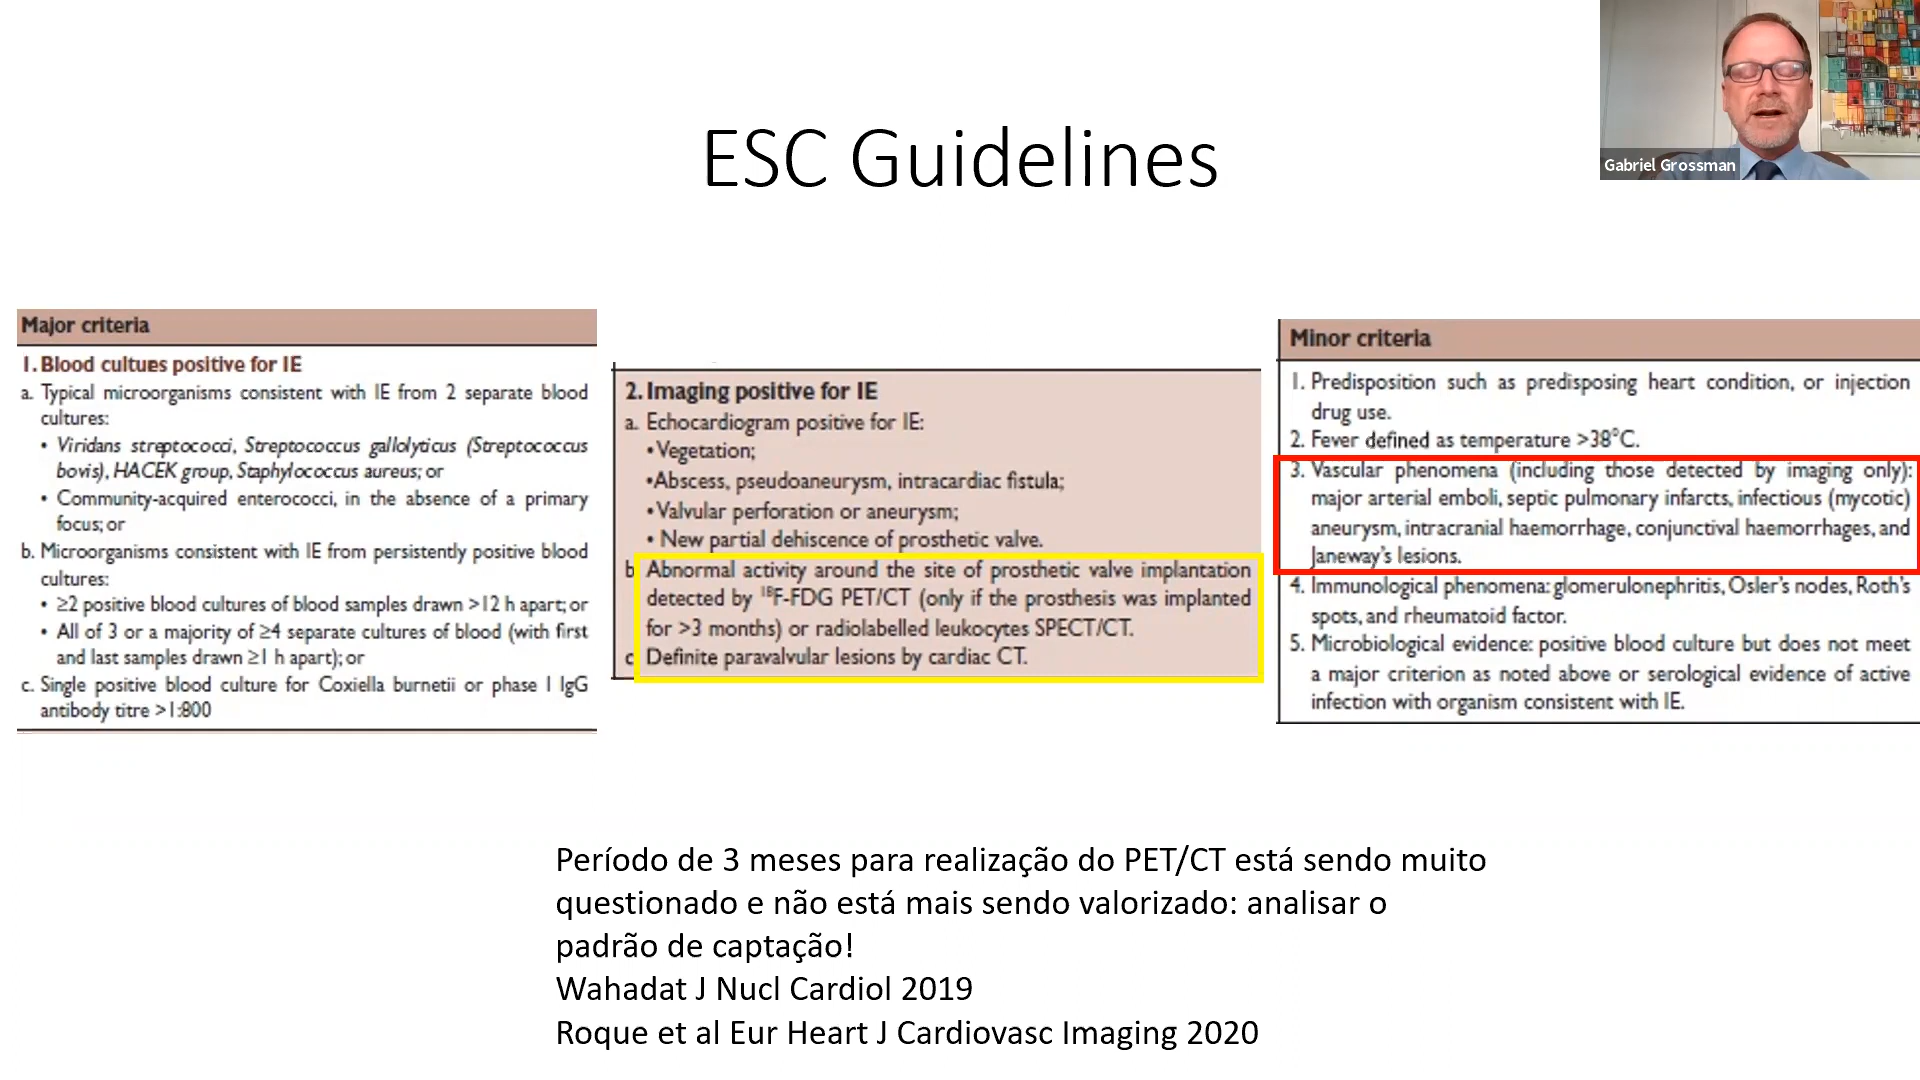 Gabriel Grossman
ESC Guidelines
Major criteria
1. Blood cultures positive for IE
a. Typical microorganisms consistent with IE from 2 separate blood
cultures:
• Viridans streptococci, Streptococcus gallolyticus (Streptococcus
bovis), HACEK group, Staphylococcus aureus; or
• Community-acquired enterococci, in the absence of a primary
focus; or
b. Microorganisms consistent with IE from persistently positive blood
cultures:
• ≥2 positive blood cultures of blood samples drawn >12 h apart; or
• All of 3 or a majority of ≥4 separate cultures of blood (with first
and last samples drawn ≥1 h apart); or
c. Single positive blood culture for Coxiella burnetii or phase I IgG
antibody titre >1:800
2. Imaging positive for IE
a. Echocardiogram positive for IE:
• Vegetation;
• Abscess, pseudoaneurysm, intracardiac fistula;
• Valvular perforation or aneurysm;
• New partial dehiscence of prosthetic valve.
b. Abnormal activity around the site of prosthetic valve implantation
detected by ¹⁸F-FDG PET/CT (only if the prosthesis was implanted
for >3 months) or radiolabelled leukocytes SPECT/CT.
c. Definite paravalvular lesions by cardiac CT.
Minor criteria
1. Predisposition such as predisposing heart condition, or injection
drug use.
2. Fever defined as temperature >38°C.
3. Vascular phenomena (including those detected by imaging only):
major arterial emboli, septic pulmonary infarcts, infectious (mycotic)
aneurysm, intracranial haemorrhage, conjunctival haemorrhages, and
Janeway's lesions.
4. Immunological phenomena: glomerulonephritis, Osler's nodes, Roth's
spots, and rheumatoid factor.
5. Microbiological evidence: positive blood culture but does not meet
a major criterion as noted above or serological evidence of active
infection with organism consistent with IE.
Período de 3 meses para realização do PET/CT está sendo muito
questionado e não está mais sendo valorizado: analisar o
padrão de captação!
Wahadat J Nucl Cardiol 2019
Roque et al Eur Heart J Cardiovasc Imaging 2020